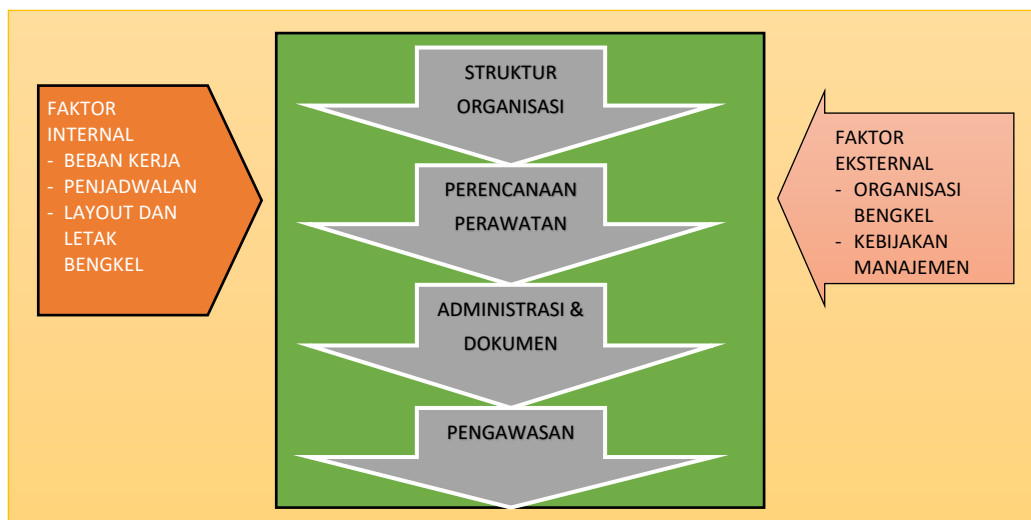 FAKTOR
INTERNAL
- BEBAN KERJA
- PENJADWALAN
- LAYOUT DAN
LETAK
BENGKEL
STRUKTUR
ORGANISASI
PERENCANAAN
PERAWATAN
ADMINISTRASI &
DOKUMEN
PENGAWASAN
FAKTOR
EKSTERNAL
- ORGANISASI
BENGKEL
- KEBIJAKAN
MANAJEMEN